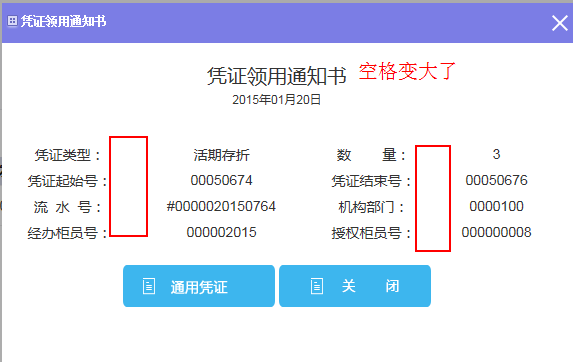 凭证领用通知书
凭证领用通知书 空格变大了
2015年01月20日
凭证类型： 活期存折 数 量： 3
凭证起始号： 00050674 凭证结束号： 00050676
流 水 号： #0000020150764 机构部门： 0000100
经办柜员号： 000002015 授权柜员号： 000000008
通用凭证 关 闭